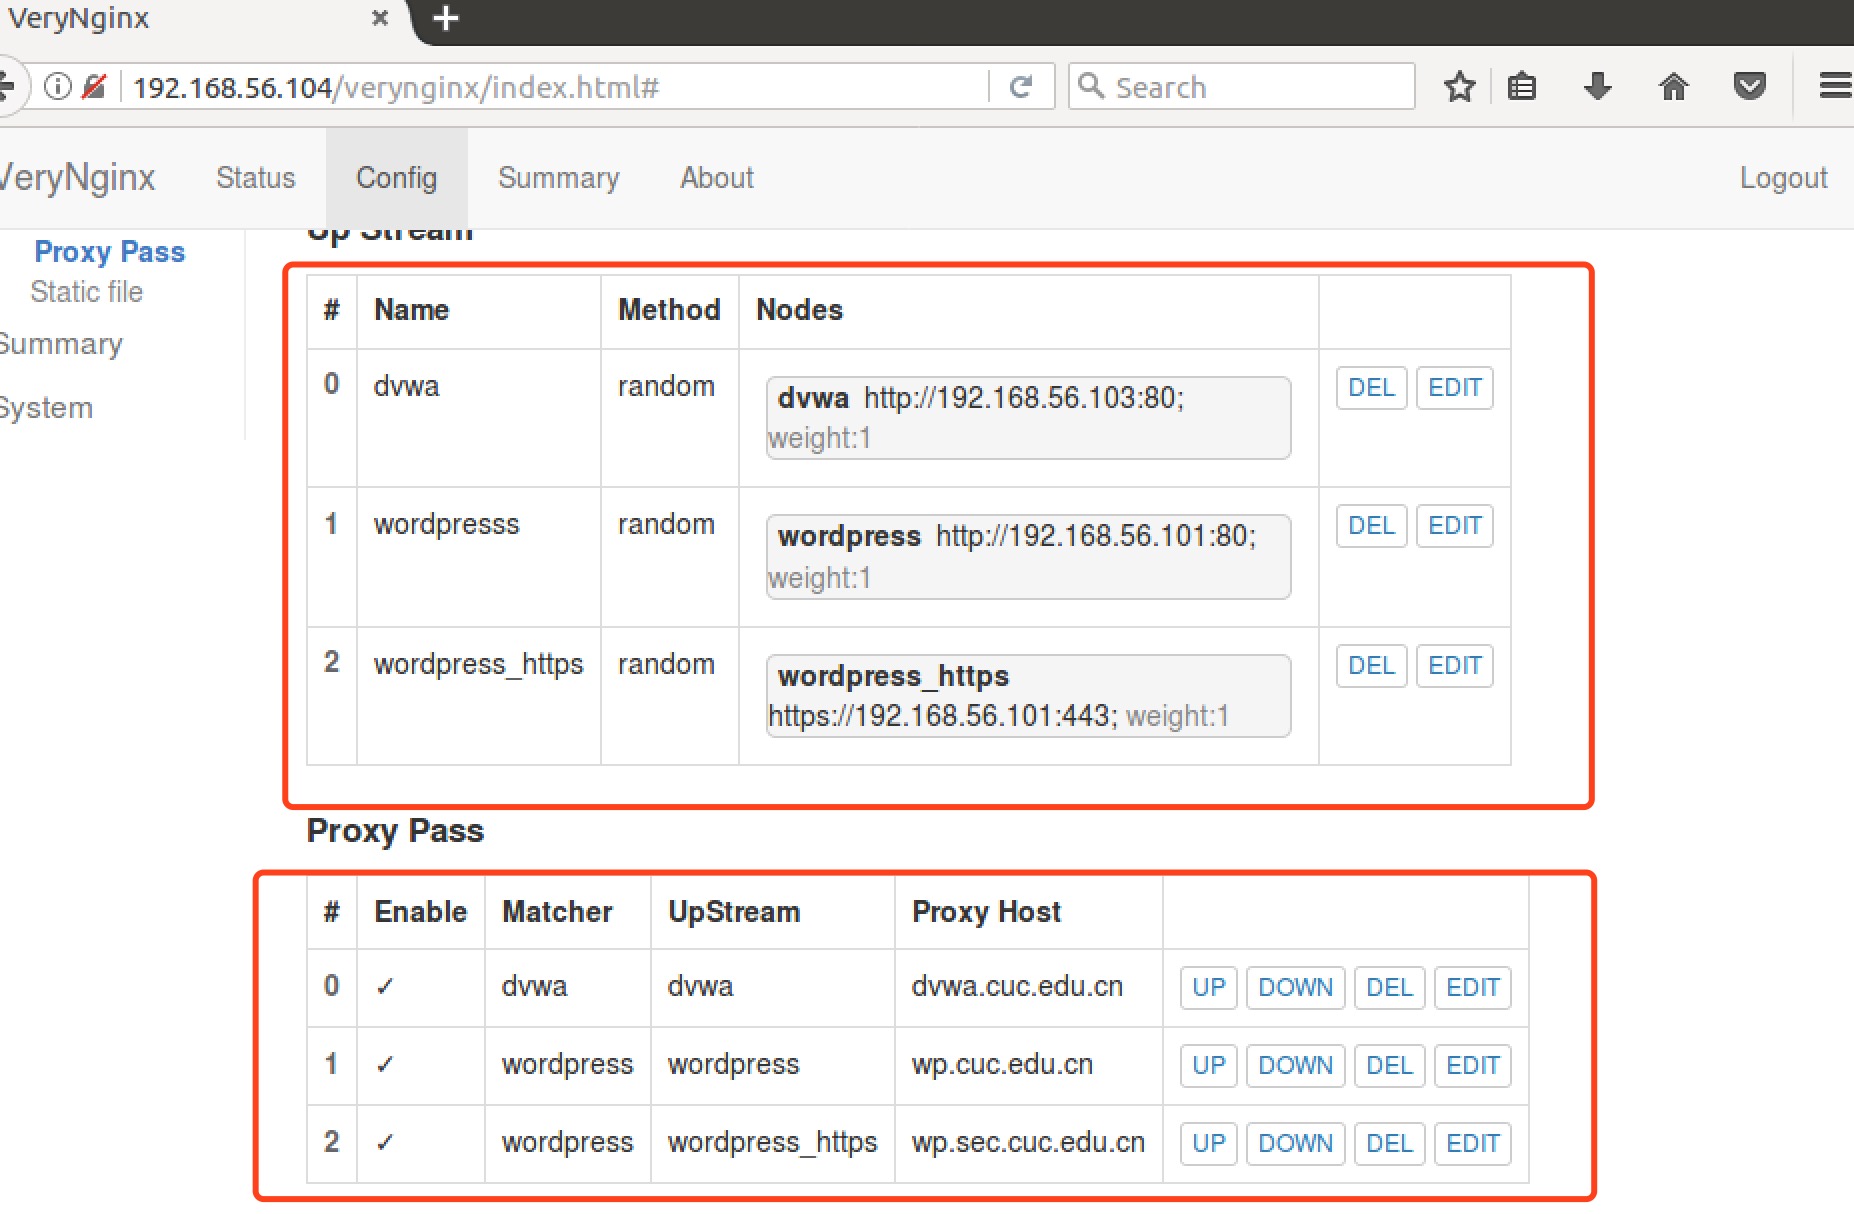 VeryNginx
192.168.56.104/verynginx/index.html#
Search
VeryNginx Status Config Summary About Logout
Up Stream
Proxy Pass
Static file
Summary
System
# Name Method Nodes
0 dvwa random dvwa http://192.168.56.103:80; DEL EDIT
weight:1
1 wordpresss random wordpress http://192.168.56.101:80; DEL EDIT
weight:1
2 wordpress_https random wordpress_https DEL EDIT
https://192.168.56.101:443; weight:1
Proxy Pass
# Enable Matcher UpStream Proxy Host
0 ✓ dvwa dvwa dvwa.cuc.edu.cn UP DOWN DEL EDIT
1 ✓ wordpress wordpress wp.cuc.edu.cn UP DOWN DEL EDIT
2 ✓ wordpress wordpress_https wp.sec.cuc.edu.cn UP DOWN DEL EDIT